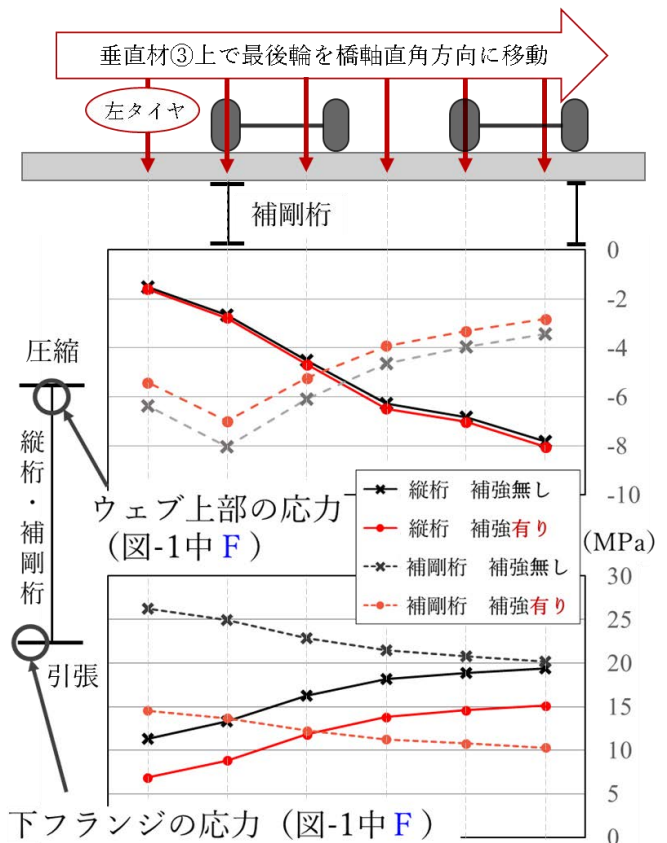 垂直材③上で最後輪を橋軸直角方向に移動
左タイヤ
補剛桁
0
-2
-4
-6
-8
-10
(MPa)
圧縮
縦桁・補剛桁
引張
ウェブ上部の応力
(図-1中 F )
縦桁 補強無し
縦桁 補強有り
補剛桁 補強無し
補剛桁 補強有り
30
25
20
15
10
5
0
下フランジの応力 (図-1中 F )